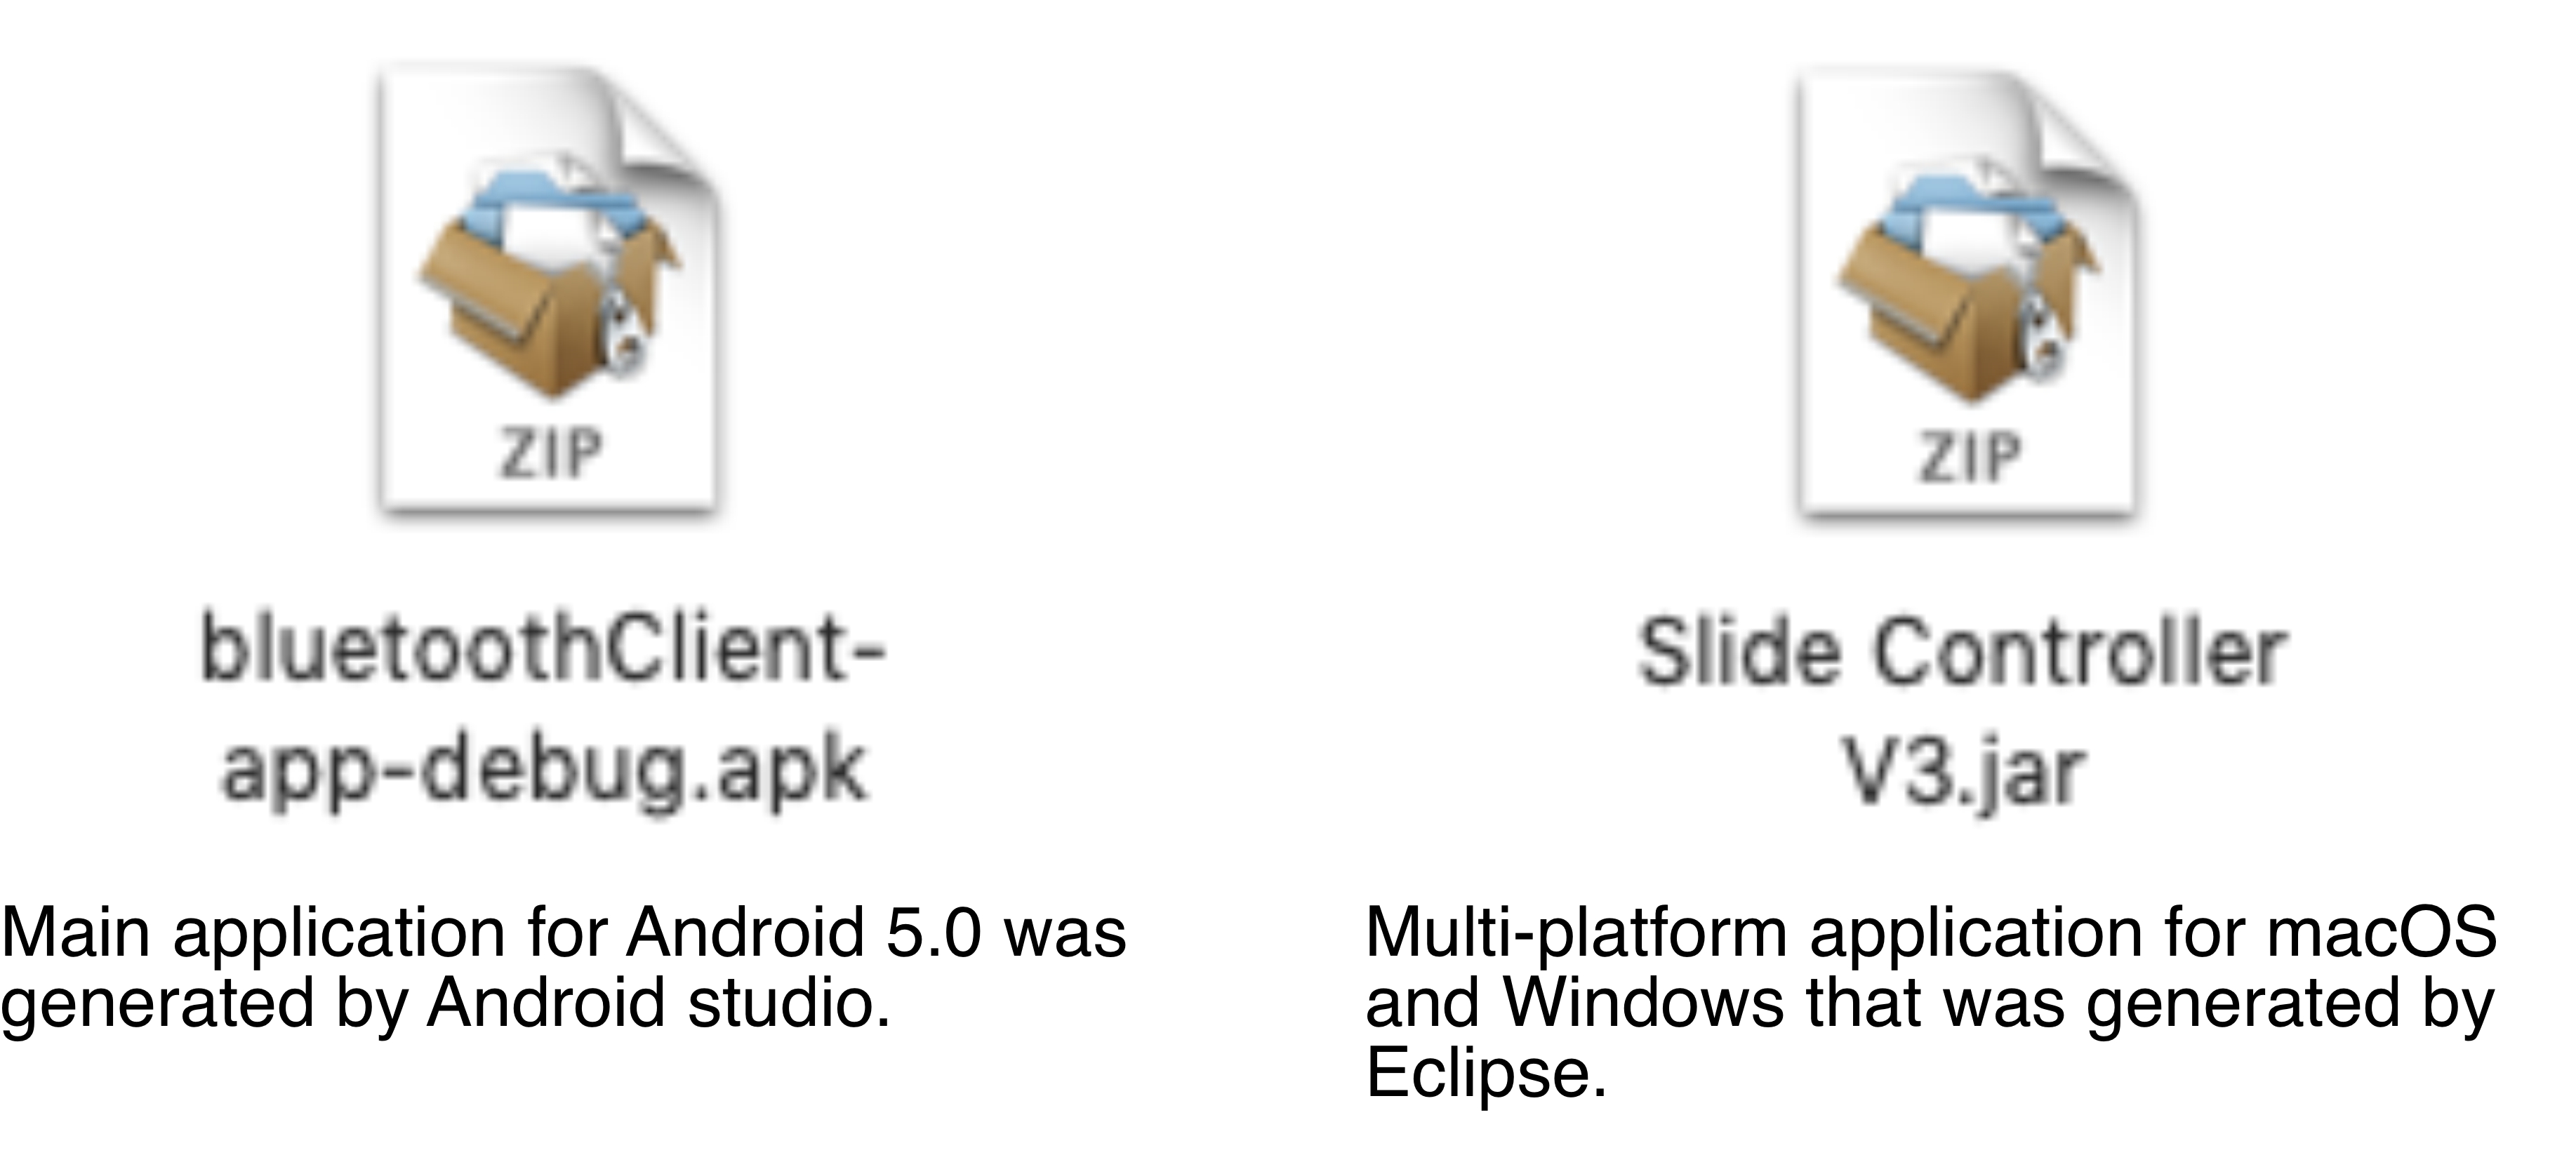 ZIP
bluetoothClient-
app-debug.apk
Main application for Android 5.0 was
generated by Android studio.
ZIP
Slide Controller
V3.jar
Multi-platform application for macOS
and Windows that was generated by
Eclipse.